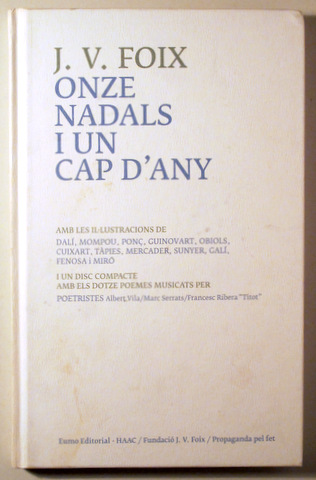 J. V. FOIX
ONZE
NADALS
I UN
CAP D'ANY
AMB LES IL·LUSTRACIONS DE
DALÍ, MOMPOU, PONÇ, GUINOVART, OBIOLS,
CUIXART, TÀPIES, MERCADER, SUNYER, GALÍ,
FENOSA i MIRÓ
I UN DISC COMPACTE
AMB ELS DOTZE POEMES MUSICATS PER
POETRISTES Albert Vila/Marc Serrats/Francesc Ribera "Titot"
Eumo Editorial - HAAC / Fundació J. V. Foix / Propaganda pel fet